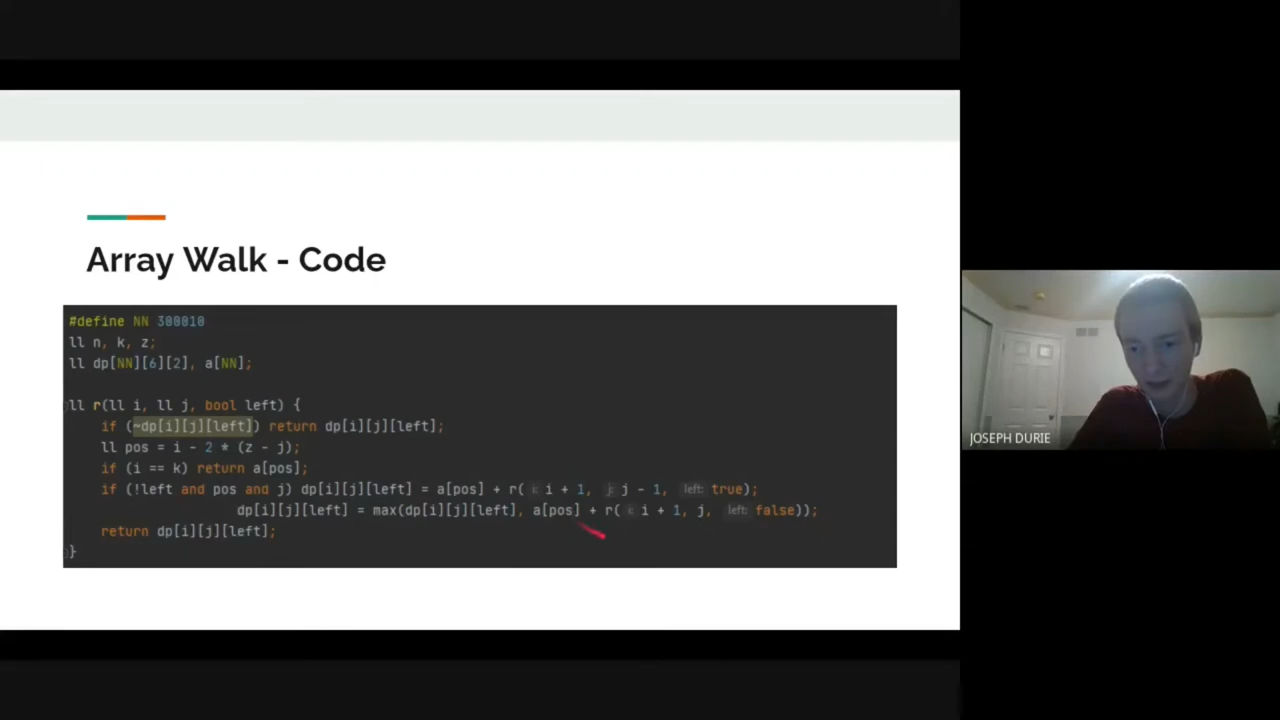 Array Walk - Code
#define NN 300010
ll n, k, z;
ll dp[NN][6][2], a[NN];
ll r(ll i, ll j, bool left) {
if (~dp[i][j][left]) return dp[i][j][left];
ll pos = i - 2 * (z - j);
if (i == k) return a[pos];
if (!left and pos and j) dp[i][j][left] = a[pos] + r( i: i + 1, j: j - 1, left: true);
dp[i][j][left] = max(dp[i][j][left], a[pos] + r( i: i + 1, j, left: false));
return dp[i][j][left];
}
JOSEPH DURIE